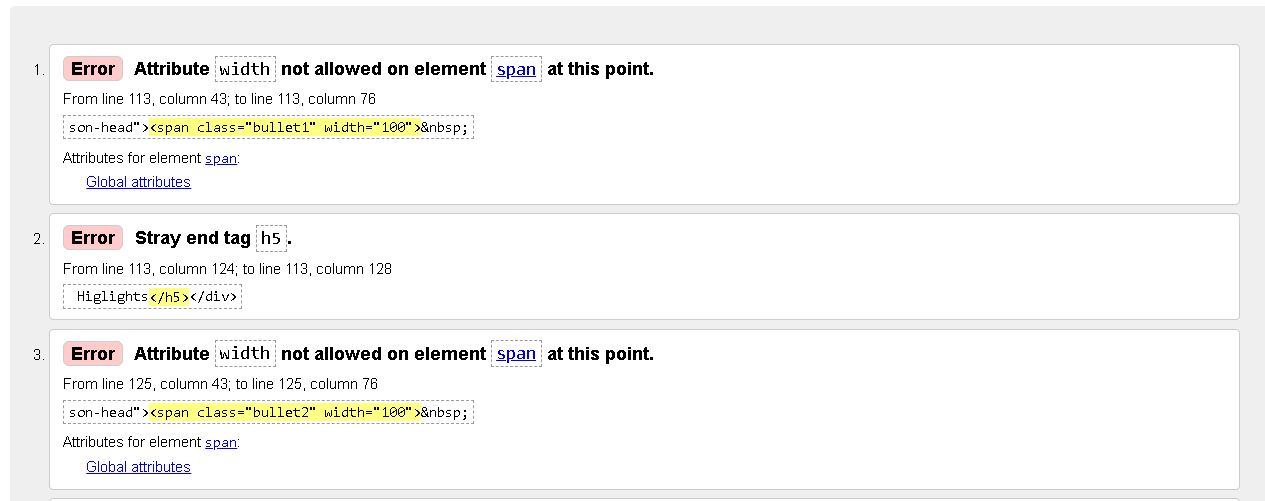 1. Error Attribute width not allowed on element span at this point.
From line 113, column 43; to line 113, column 76
son-head"><span class="bullet1" width="100">&nbsp;
Attributes for element span:
Global attributes
2. Error Stray end tag h5.
From line 113, column 124; to line 113, column 128
Higlights</h5></div>
3. Error Attribute width not allowed on element span at this point.
From line 125, column 43; to line 125, column 76
son-head"><span class="bullet2" width="100">&nbsp;
Attributes for element span:
Global attributes